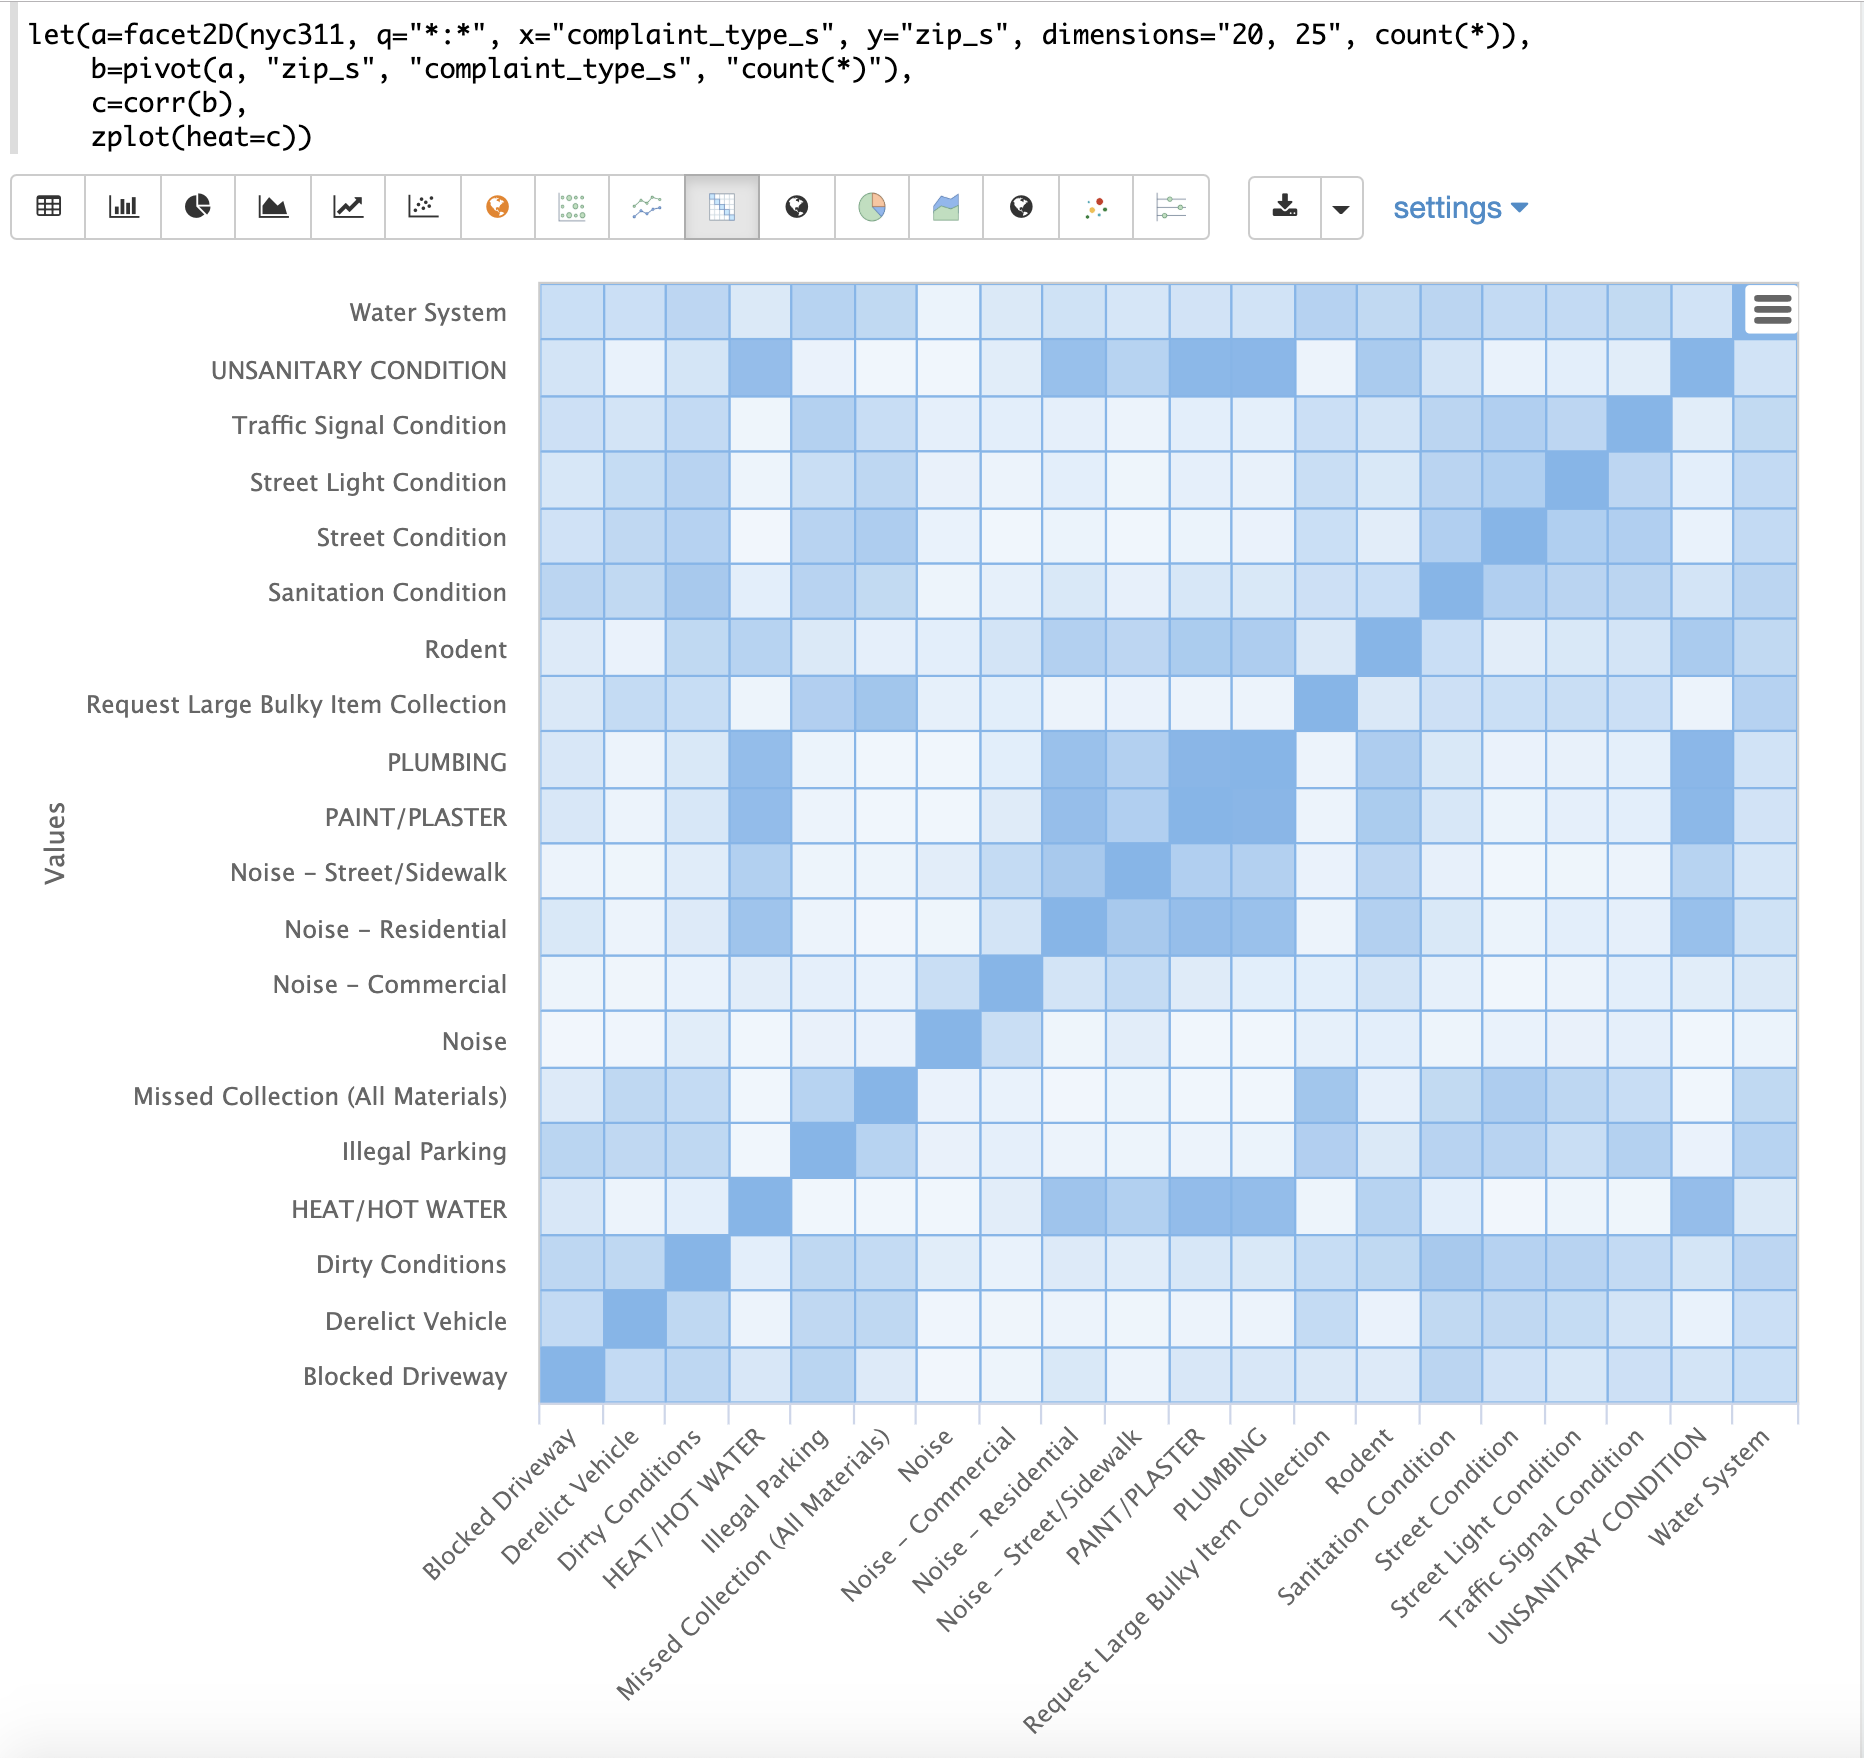 let(a=facet2D(nyc311, q="*:*", x="complaint_type_s", y="zip_s", dimensions="20, 25", count(*)),
b=pivot(a, "zip_s", "complaint_type_s", "count(*)"),
c=corr(b),
zplot(heat=c))
settings
Water System
UNSANITARY CONDITION
Traffic Signal Condition
Street Light Condition
Street Condition
Sanitation Condition
Rodent
Request Large Bulky Item Collection
PLUMBING
PAINT/PLASTER
Noise – Street/Sidewalk
Noise – Residential
Noise – Commercial
Noise
Missed Collection (All Materials)
Illegal Parking
HEAT/HOT WATER
Dirty Conditions
Derelict Vehicle
Blocked Driveway
Values
Blocked Driveway
Derelict Vehicle
Dirty Conditions
HEAT/HOT WATER
Illegal Parking
Missed Collection (All Materials)
Noise
Noise – Commercial
Noise – Residential
Noise – Street/Sidewalk
PAINT/PLASTER
PLUMBING
Request Large Bulky Item Collection
Rodent
Sanitation Condition
Street Condition
Street Light Condition
Traffic Signal Condition
UNSANITARY CONDITION
Water System